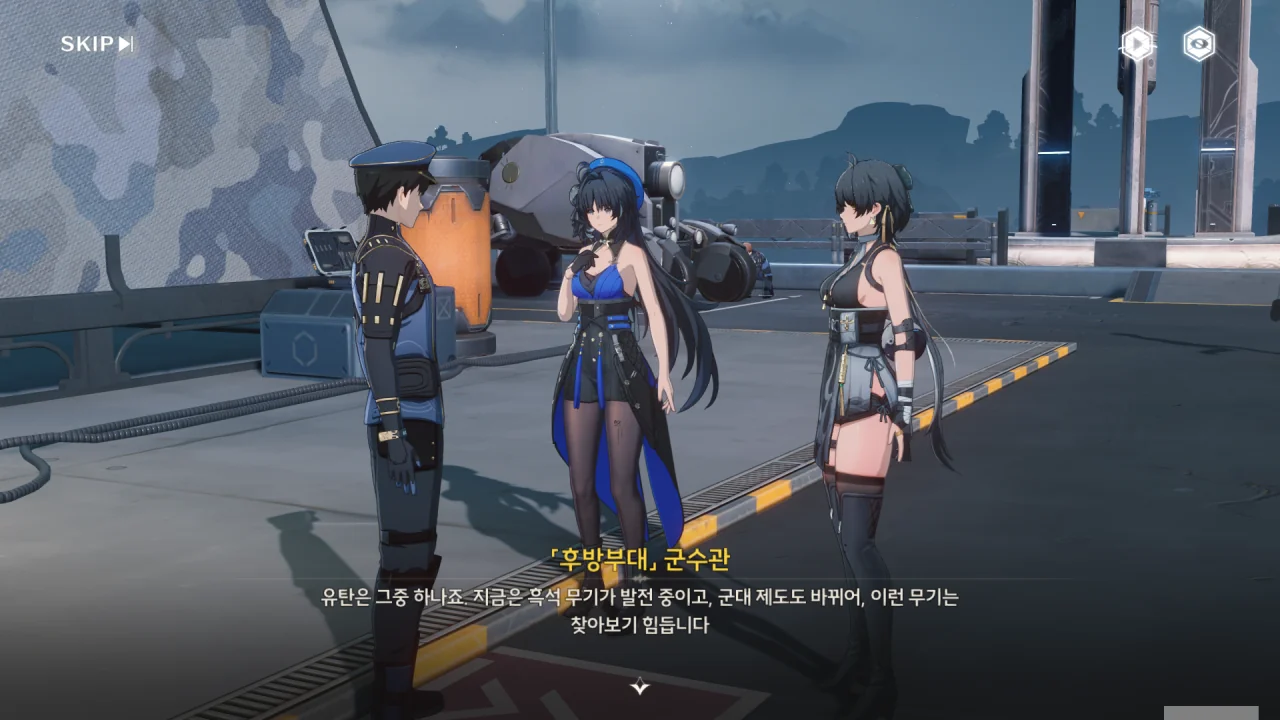 SKIP
「후방부대」 군수관
유탄은 그중 하나죠. 지금은 흑석 무기가 발전 중이고, 군대 제도도 바뀌어, 이런 무기는
찾아보기 힘듭니다